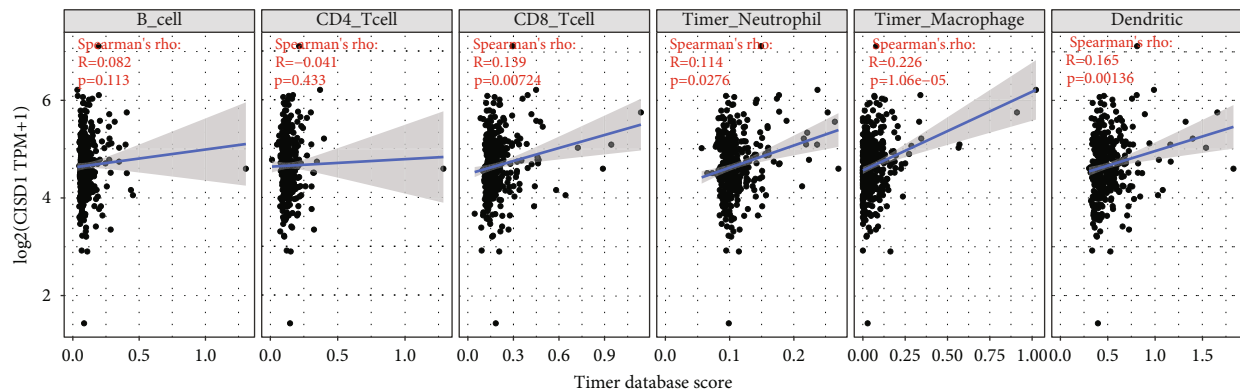 B_cell
CD4_Tcell
CD8_Tcell
Timer_Neutrophil
Timer_Macrophage
Dendritic
Spearman's rho:
R=0.082
p=0.113
Spearman's rho:
R=−0.041
p=0.433
Spearman's rho:
R=0.139
p=0.00724
Spearman's rho:
R=0.114
p=0.0276
Spearman's rho:
R=0.226
p=1.06e−05
Spearman's rho:
R=0.165
p=0.00136
log2(CISD1 TPM+1)
6
4
2
0.0 0.5 1.0
0.0 0.5 1.0
0.0 0.3 0.6 0.9
0.0 0.1 0.2
0.00 0.25 0.50 0.75 1.00
0.0 0.5 1.0 1.5
Timer database score